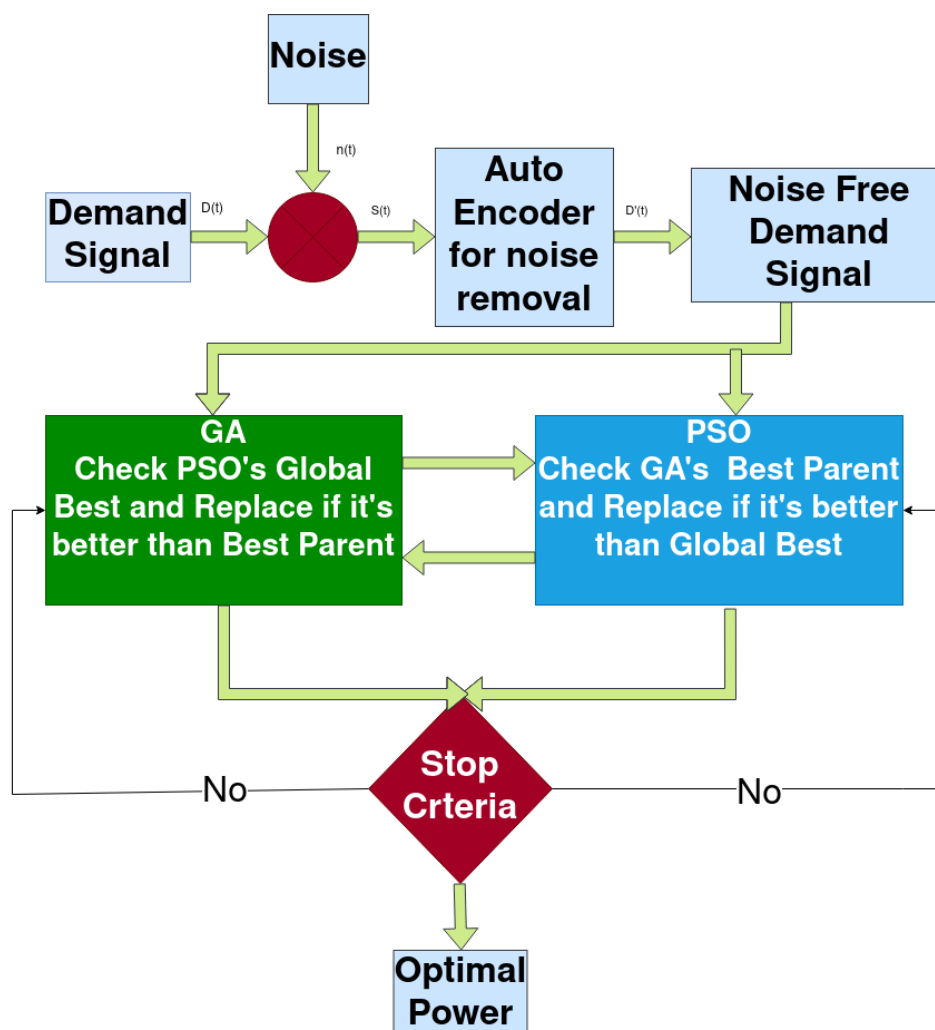 Noise
n(t)
Demand
Signal
D(t)
S(t)
Auto
Encoder
for noise
removal
D'(t)
Noise Free
Demand
Signal
GA
Check PSO's Global
Best and Replace if it's
better than Best Parent
PSO
Check GA's Best Parent
and Replace if it's better
than Global Best
Stop
Crteria
No
No
Optimal
Power